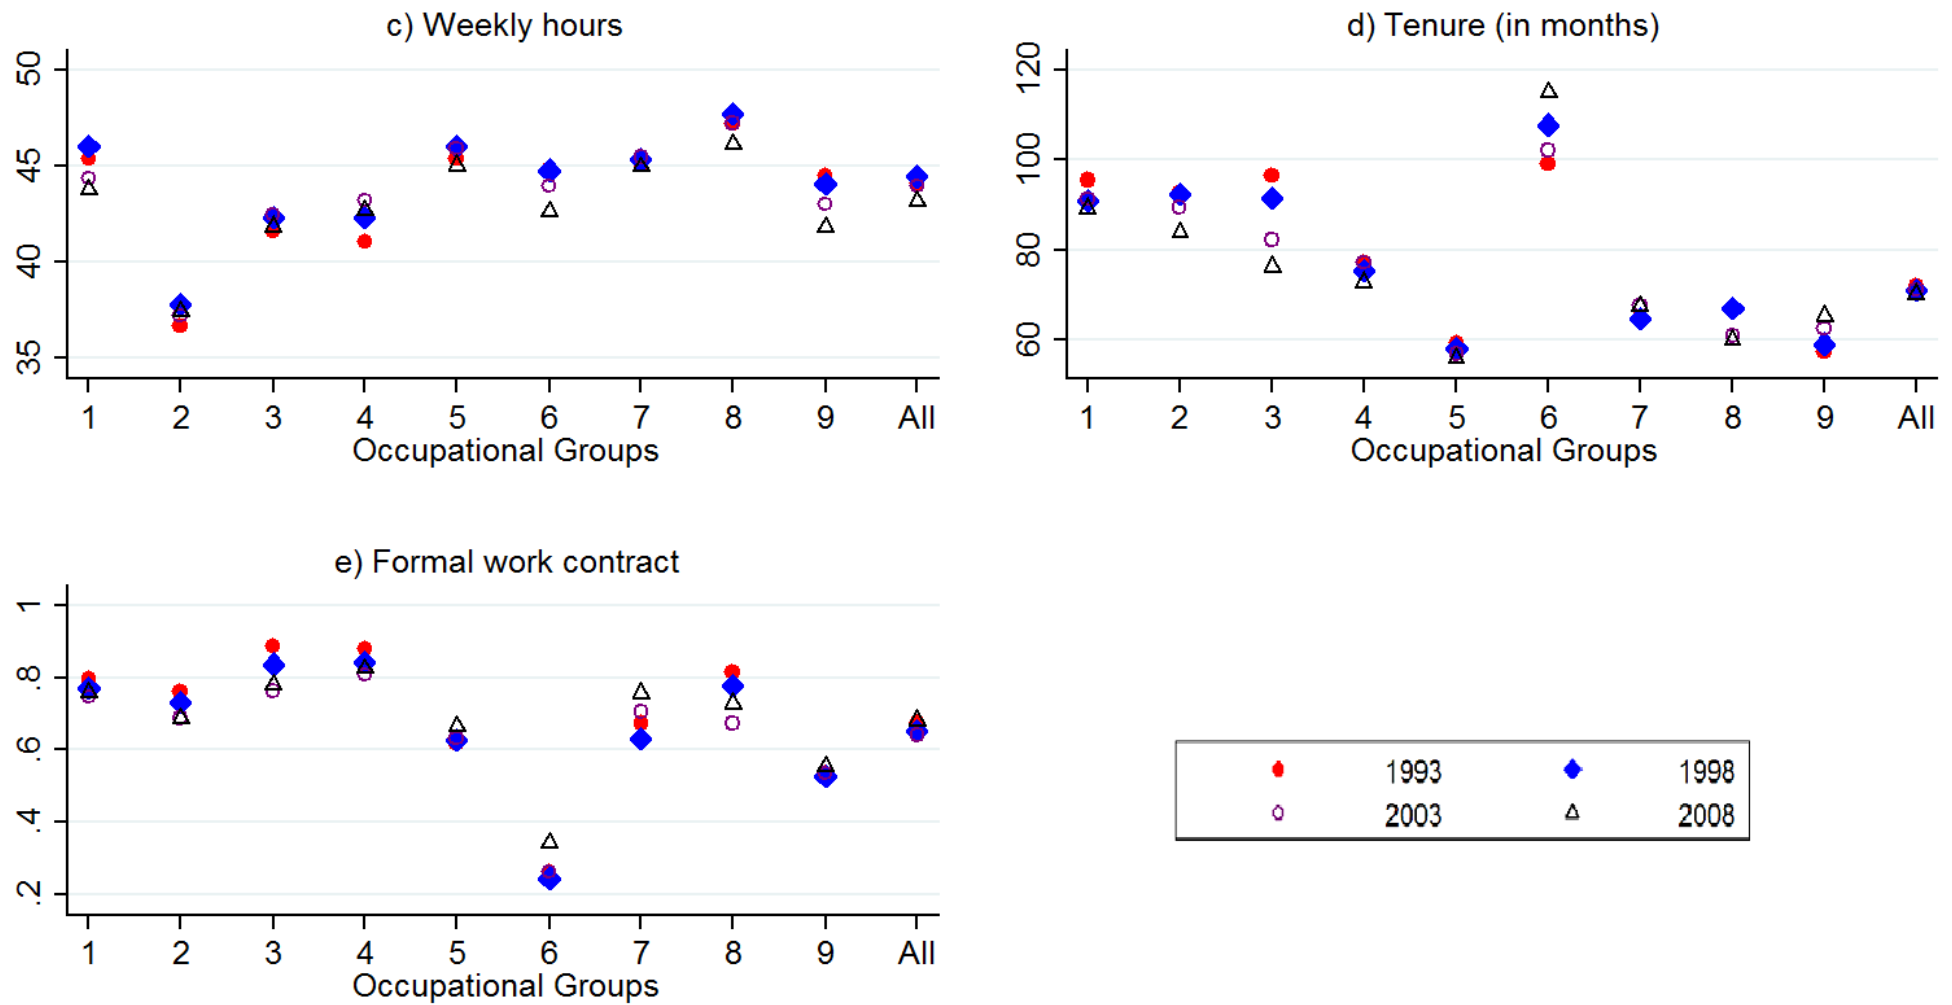 c) Weekly hours
50
45
40
35
1 2 3 4 5 6 7 8 9 All
Occupational Groups
d) Tenure (in months)
120
100
80
60
1 2 3 4 5 6 7 8 9 All
Occupational Groups
e) Formal work contract
1
.8
.6
.4
.2
1 2 3 4 5 6 7 8 9 All
Occupational Groups
1993 1998
2003 2008